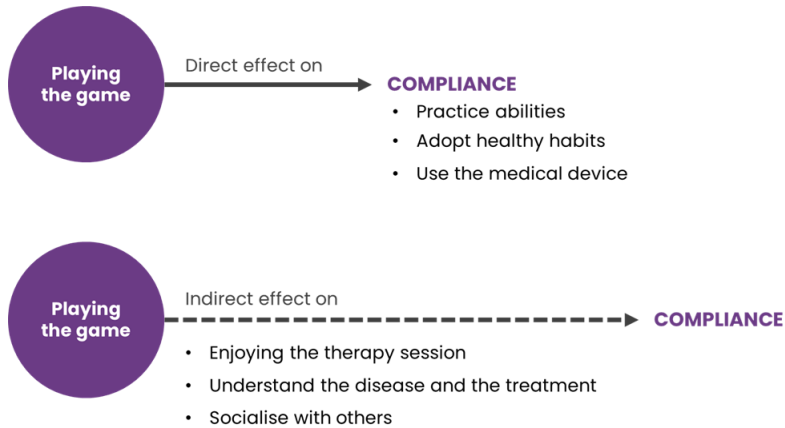 Playing
the game
Direct effect on
COMPLIANCE
• Practice abilities
• Adopt healthy habits
• Use the medical device
Playing
the game
Indirect effect on
COMPLIANCE
• Enjoying the therapy session
• Understand the disease and the treatment
• Socialise with others